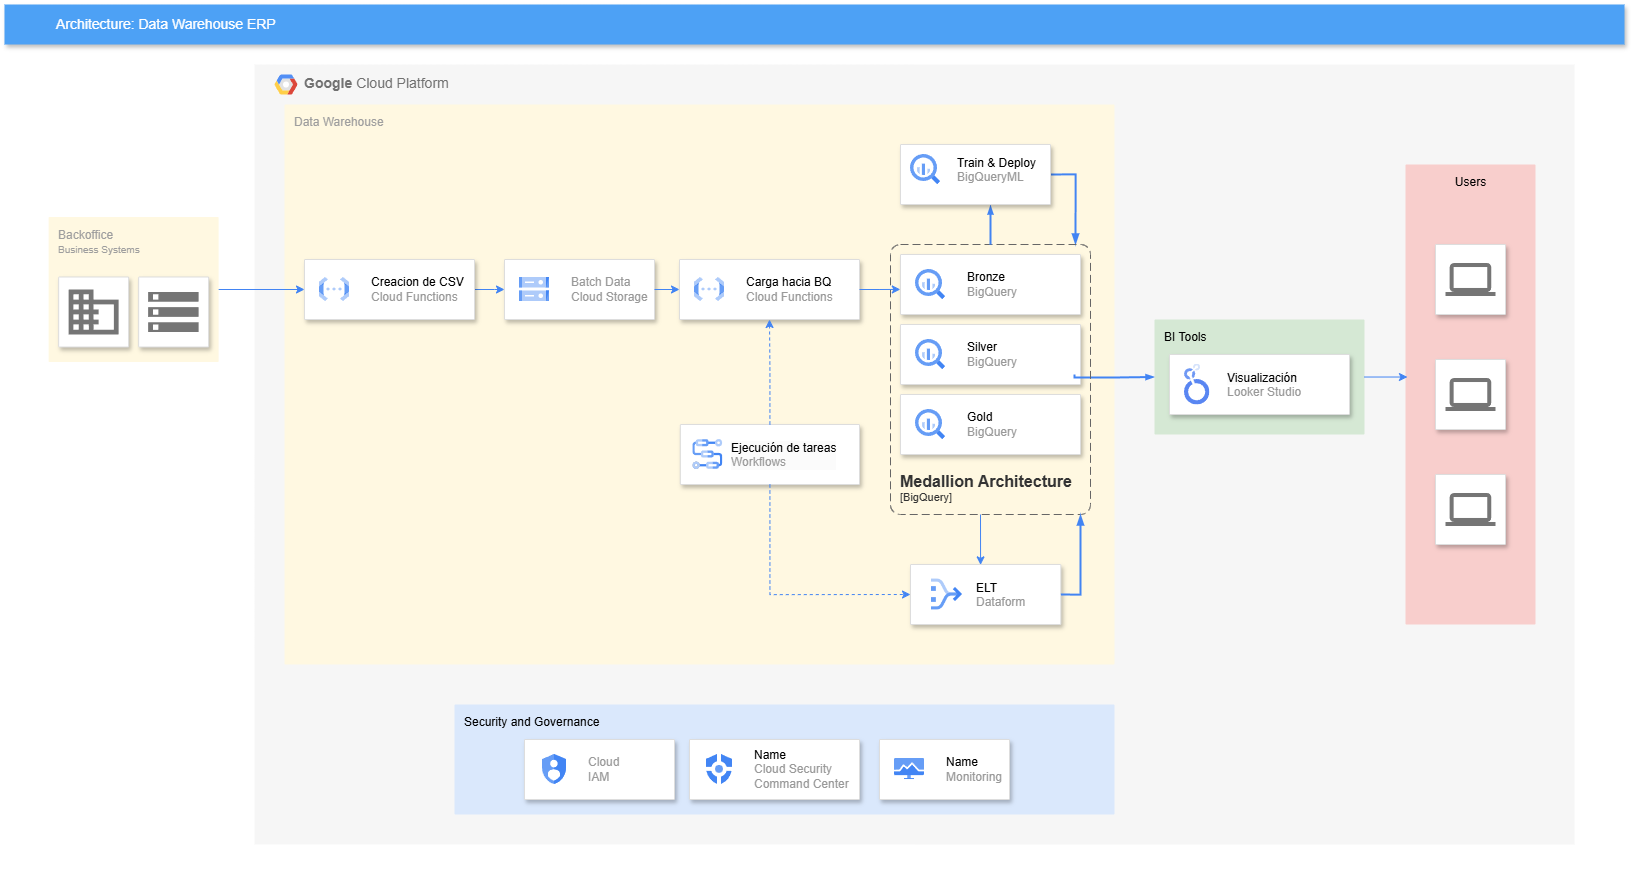 Architecture: Data Warehouse ERP
Google Cloud Platform
Data Warehouse
Train & Deploy
BigQueryML
Users
Backoffice
Business Systems
Creacion de CSV
Cloud Functions
Batch Data
Cloud Storage
Carga hacia BQ
Cloud Functions
Bronze
BigQuery
Silver
BigQuery
Gold
BigQuery
Medallion Architecture
[BigQuery]
BI Tools
Visualización
Looker Studio
Ejecución de tareas
Workflows
ELT
Dataform
Security and Governance
Cloud
IAM
Name
Cloud Security
Command Center
Name
Monitoring